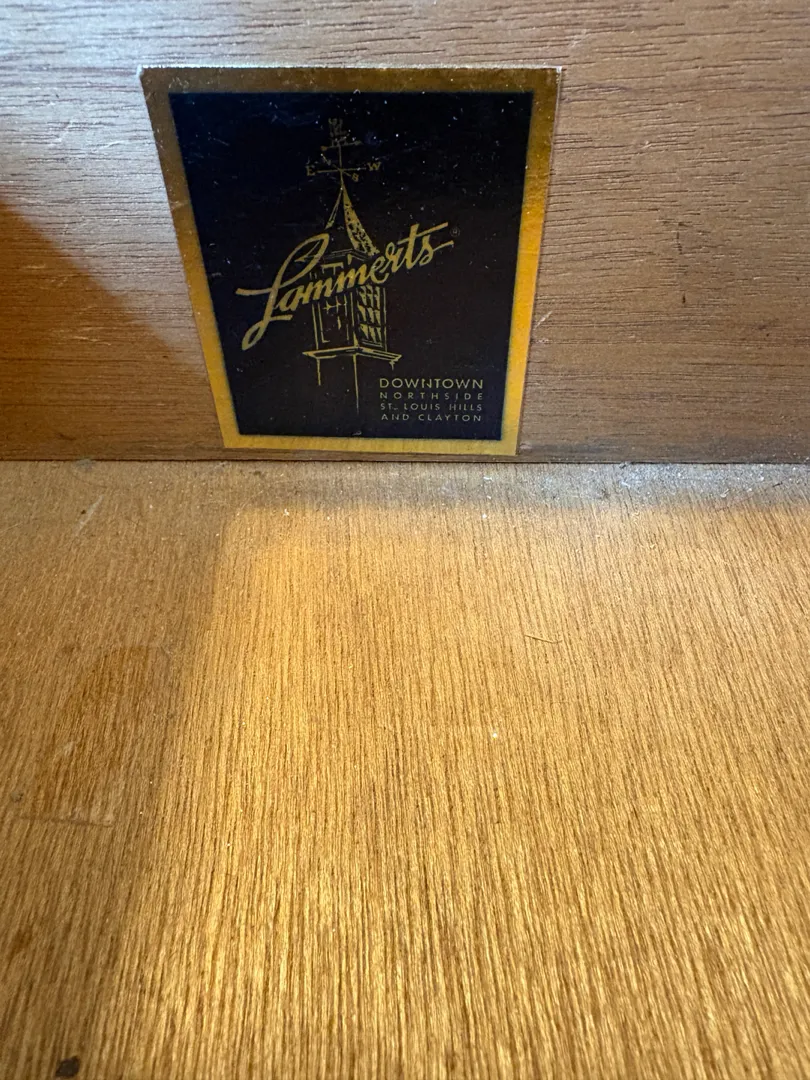 N
E W
S
Lammerts®
DOWNTOWN
NORTHSIDE
ST. LOUIS HILLS
AND CLAYTON